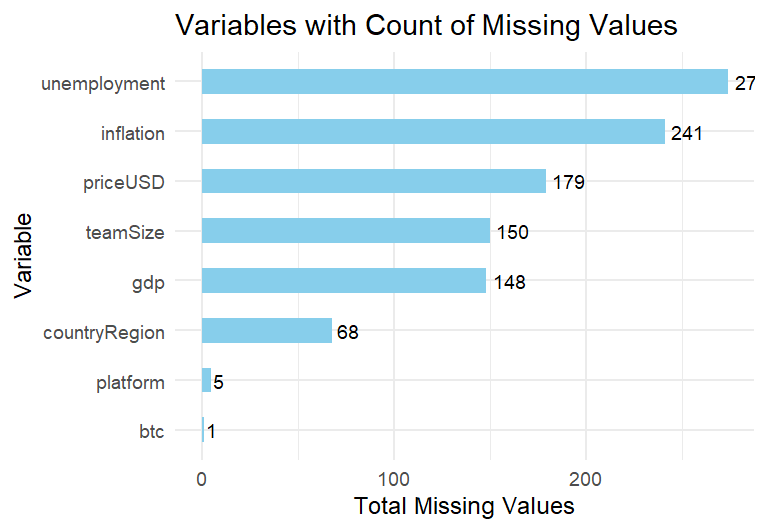 Variables with Count of Missing Values
unemployment 27
inflation 241
priceUSD 179
teamSize 150
gdp 148
countryRegion 68
platform 5
btc 1
Variable
0 100 200
Total Missing Values